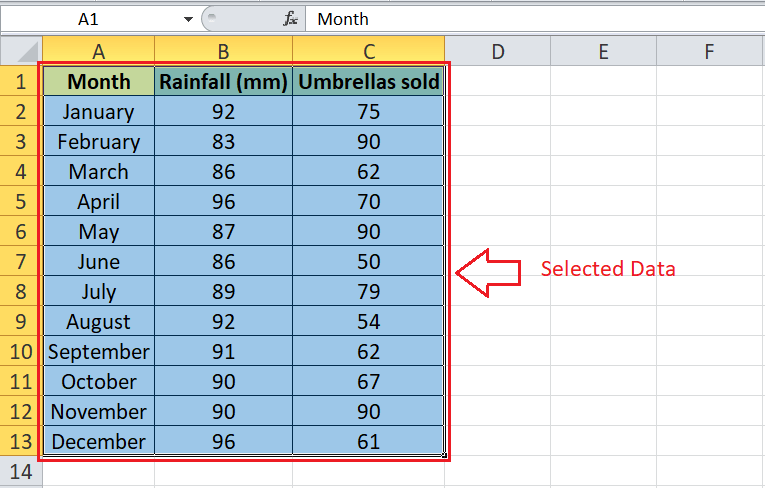 A1 fx Month
A B C D E F
1 Month Rainfall (mm) Umbrellas sold
2 January 92 75
3 February 83 90
4 March 86 62
5 April 96 70
6 May 87 90
7 June 86 50
Selected Data
8 July 89 79
9 August 92 54
10 September 91 62
11 October 90 67
12 November 90 90
13 December 96 61
14